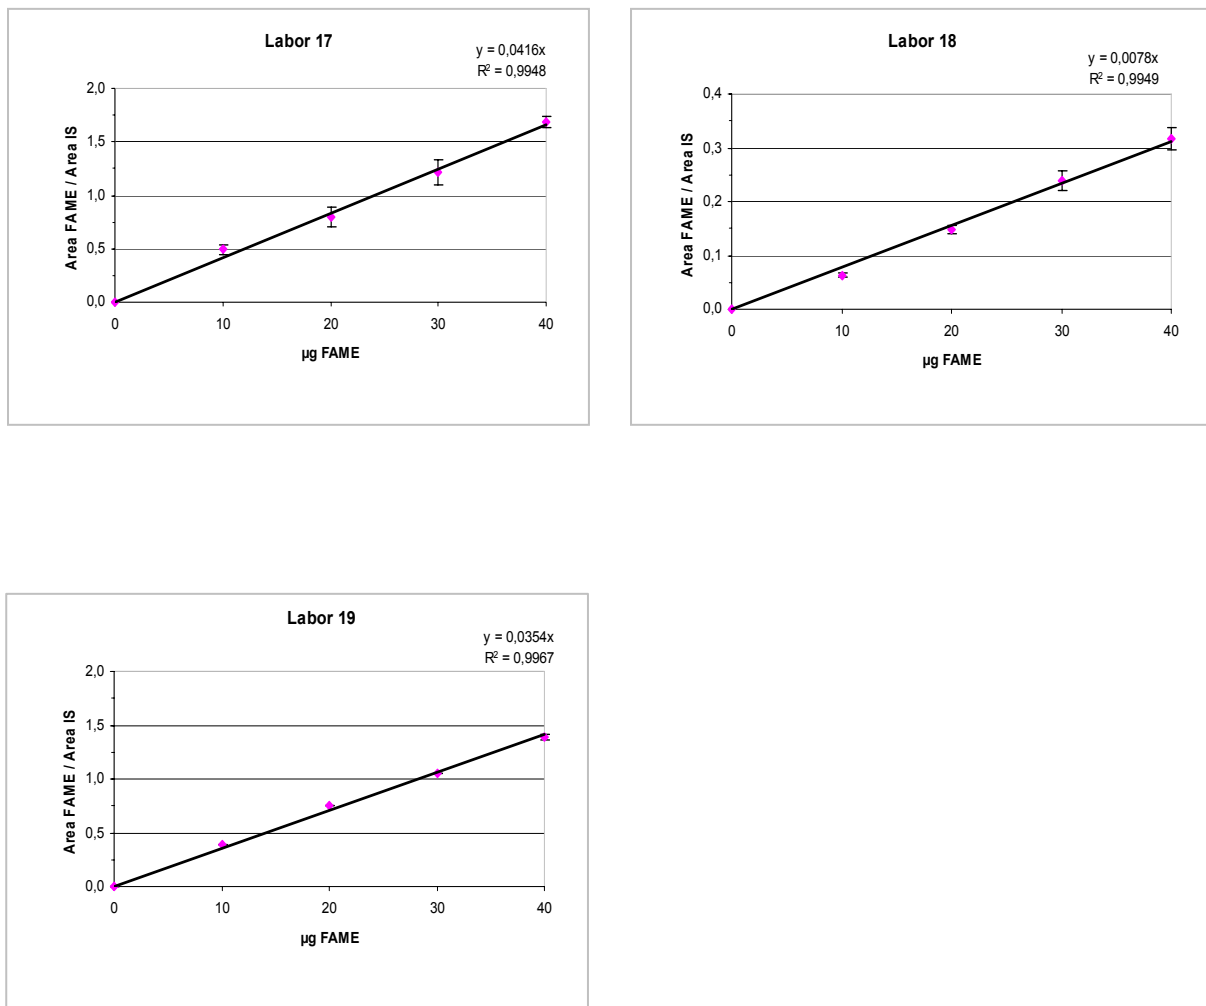 Labor 17
y = 0,0416x
R² = 0,9948
2,0
1,5
1,0
0,5
0,0
Area FAME / Area IS
0 10 20 30 40
µg FAME
Labor 18
y = 0,0078x
R² = 0,9949
0,4
0,3
0,2
0,1
0,0
Area FAME / Area IS
0 10 20 30 40
µg FAME
Labor 19
y = 0,0354x
R² = 0,9967
2,0
1,5
1,0
0,5
0,0
Area FAME / Area IS
0 10 20 30 40
µg FAME